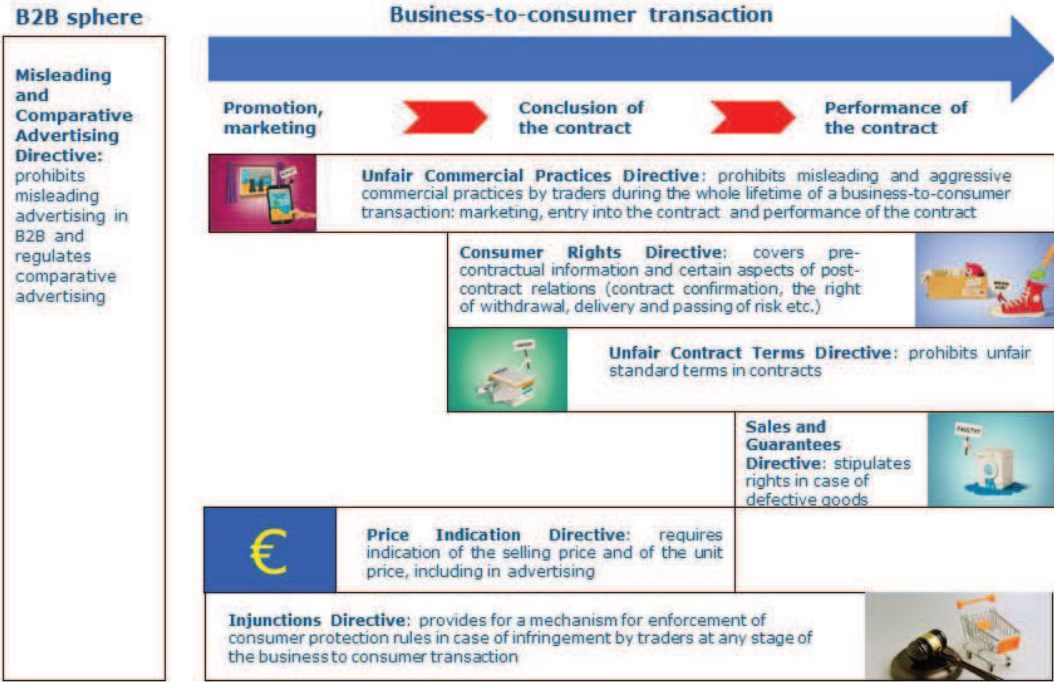 B2B sphere
Misleading
and
Comparative
Advertising
Directive:
prohibits
misleading
advertising in
B2B and
regulates
comparative
advertising
Business-to-consumer transaction
Promotion,
marketing
Conclusion of
the contract
Performance of
the contract
Unfair Commercial Practices Directive: prohibits misleading and aggressive
commercial practices by traders during the whole lifetime of a business-to-consumer
transaction: marketing, entry into the contract and performance of the contract
Consumer Rights Directive: covers pre-
contractual information and certain aspects of post-
contract relations (contract confirmation, the right
of withdrawal, delivery and passing of risk etc.)
Unfair Contract Terms Directive: prohibits unfair
standard terms in contracts
Sales and
Guarantees
Directive: stipulates
rights in case of
defective goods
FAULTY?
€
Price Indication Directive: requires
indication of the selling price and of the unit
price, including in advertising
Injunctions Directive: provides for a mechanism for enforcement of
consumer protection rules in case of infringement by traders at any stage of
the business to consumer transaction